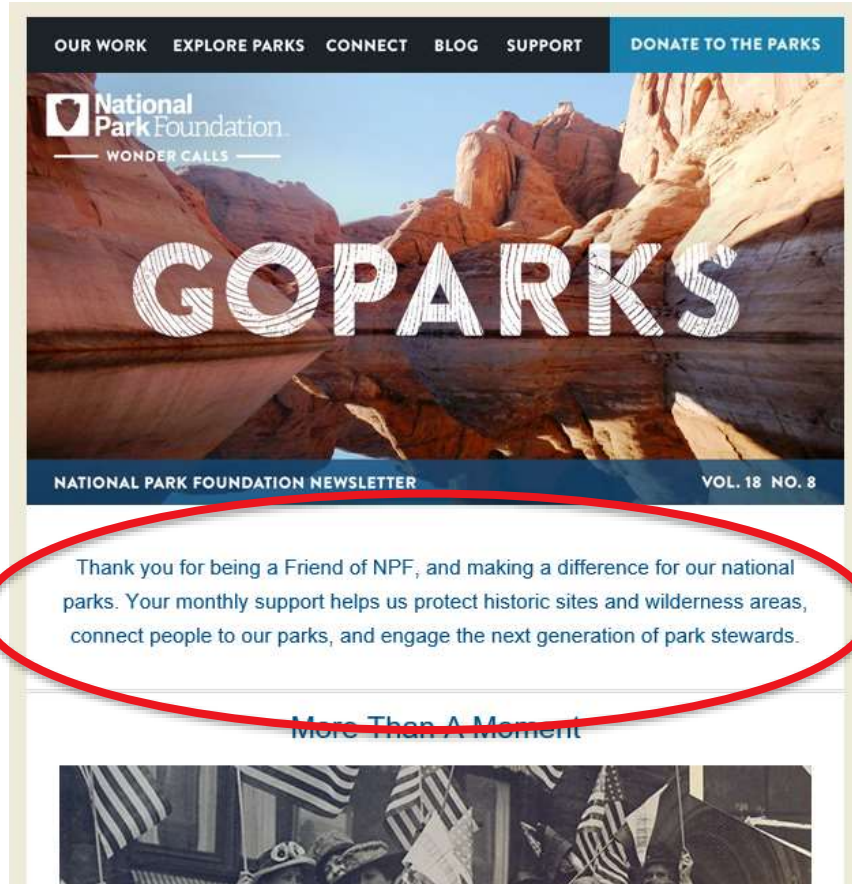 OUR WORK EXPLORE PARKS CONNECT BLOG SUPPORT DONATE TO THE PARKS
National
Park Foundation
WONDER CALLS
GOPARKS
NATIONAL PARK FOUNDATION NEWSLETTER VOL. 18 NO. 8
Thank you for being a Friend of NPF, and making a difference for our national
parks. Your monthly support helps us protect historic sites and wilderness areas,
connect people to our parks, and engage the next generation of park stewards.
More Than A Moment